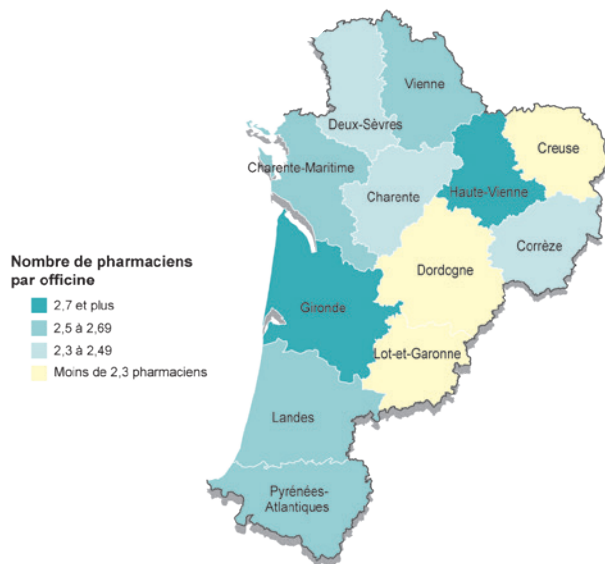 Vienne
Deux-Sèvres
Creuse
Charente-Maritime
Charente
Haute-Vienne
Corrèze
Nombre de pharmaciens
par officine
2,7 et plus
2,5 à 2,69
2,3 à 2,49
Moins de 2,3 pharmaciens
Dordogne
Gironde
Lot-et-Garonne
Landes
Pyrénées-
Atlantiques